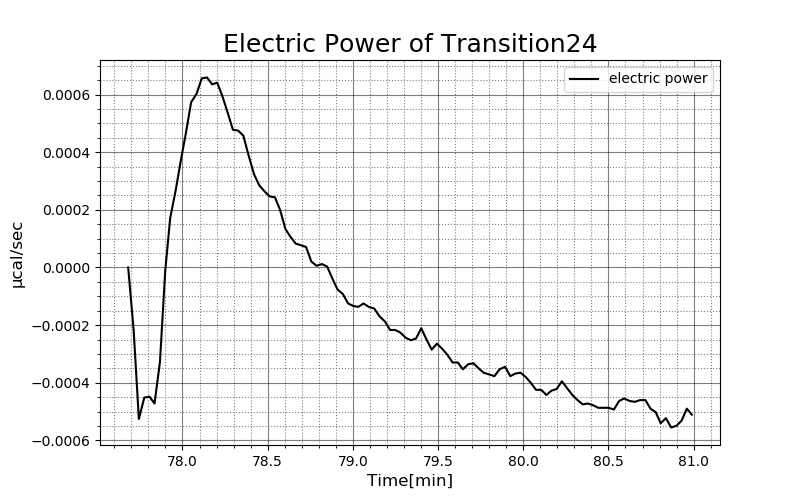 Electric Power of Transition24
electric power
0.0006
0.0004
0.0002
0.0000
−0.0002
−0.0004
−0.0006
μcal/sec
78.0 78.5 79.0 79.5 80.0 80.5 81.0
Time[min]